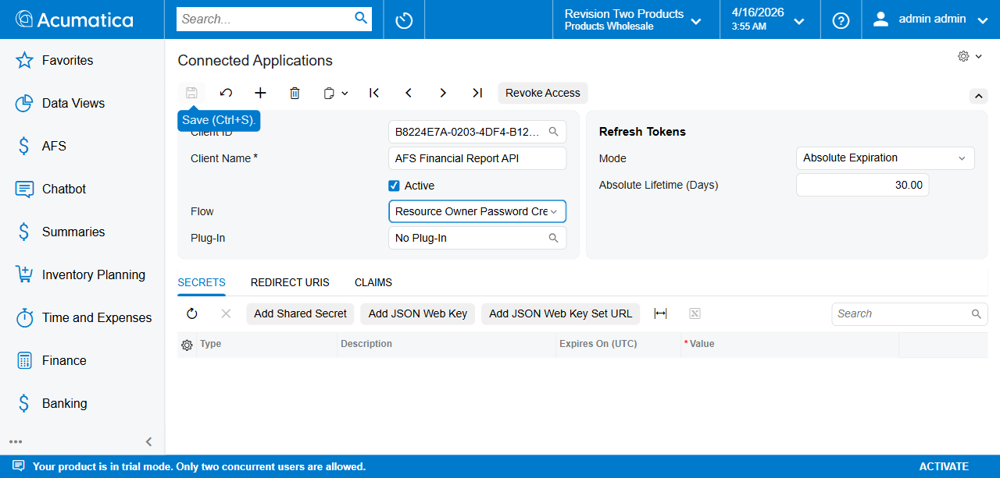 Acumatica
Search...
Revision Two Products
Products Wholesale
4/16/2026
3:55 AM
admin admin
Favorites
Data Views
AFS
Chatbot
Summaries
Inventory Planning
Time and Expenses
Finance
Banking
Connected Applications
Revoke Access
Save (Ctrl+S).
Client ID
B8224E7A-0203-4DF4-B12...
Client Name *
AFS Financial Report API
Active
Flow
Resource Owner Password Cre
Plug-In
No Plug-In
Refresh Tokens
Mode
Absolute Expiration
Absolute Lifetime (Days)
30.00
SECRETS REDIRECT URIS CLAIMS
Add Shared Secret Add JSON Web Key Add JSON Web Key Set URL
Search
Type Description Expires On (UTC) * Value
Your product is in trial mode. Only two concurrent users are allowed.
ACTIVATE